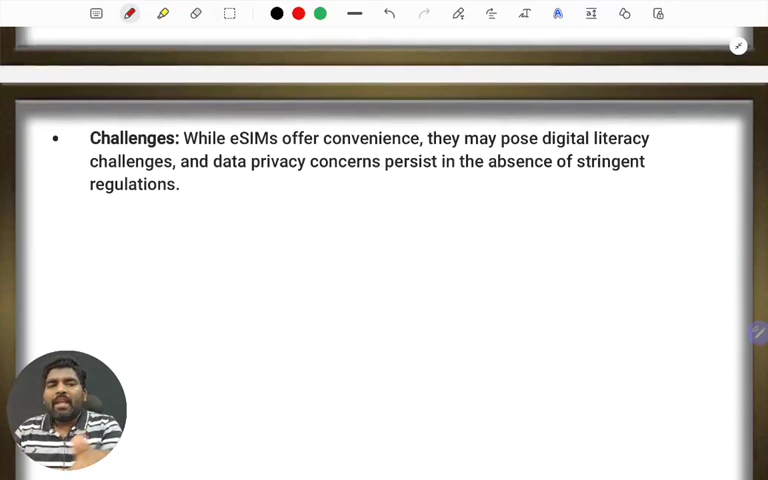 • Challenges: While eSIMs offer convenience, they may pose digital literacy
challenges, and data privacy concerns persist in the absence of stringent
regulations.